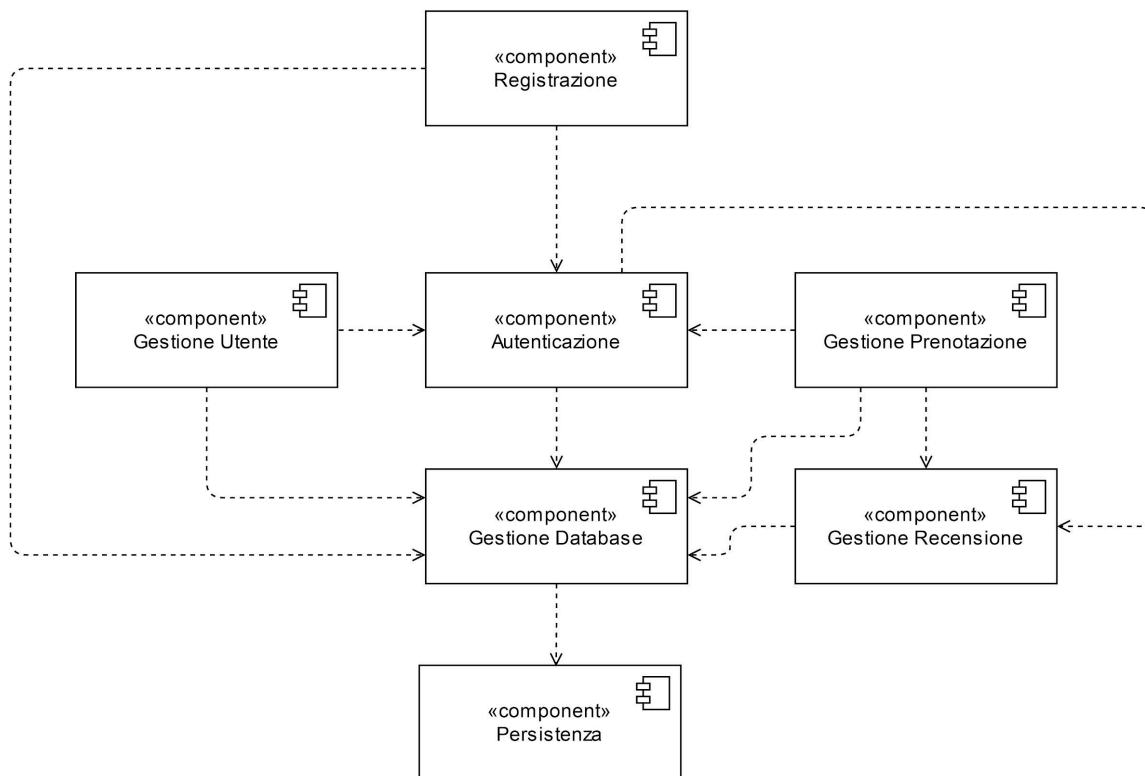 «component»
Registrazione
«component»
Gestione Utente
«component»
Autenticazione
«component»
Gestione Prenotazione
«component»
Gestione Database
«component»
Gestione Recensione
«component»
Persistenza